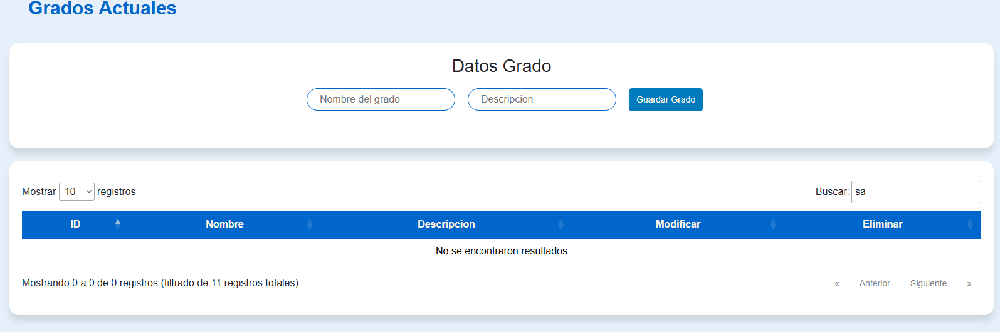 Grados Actuales
Datos Grado
Nombre del grado Descripcion Guardar Grado
Mostrar 10 registros Buscar: sa
ID Nombre Descripcion Modificar Eliminar
No se encontraron resultados
Mostrando 0 a 0 de 0 registros (filtrado de 11 registros totales) « Anterior Siguiente »